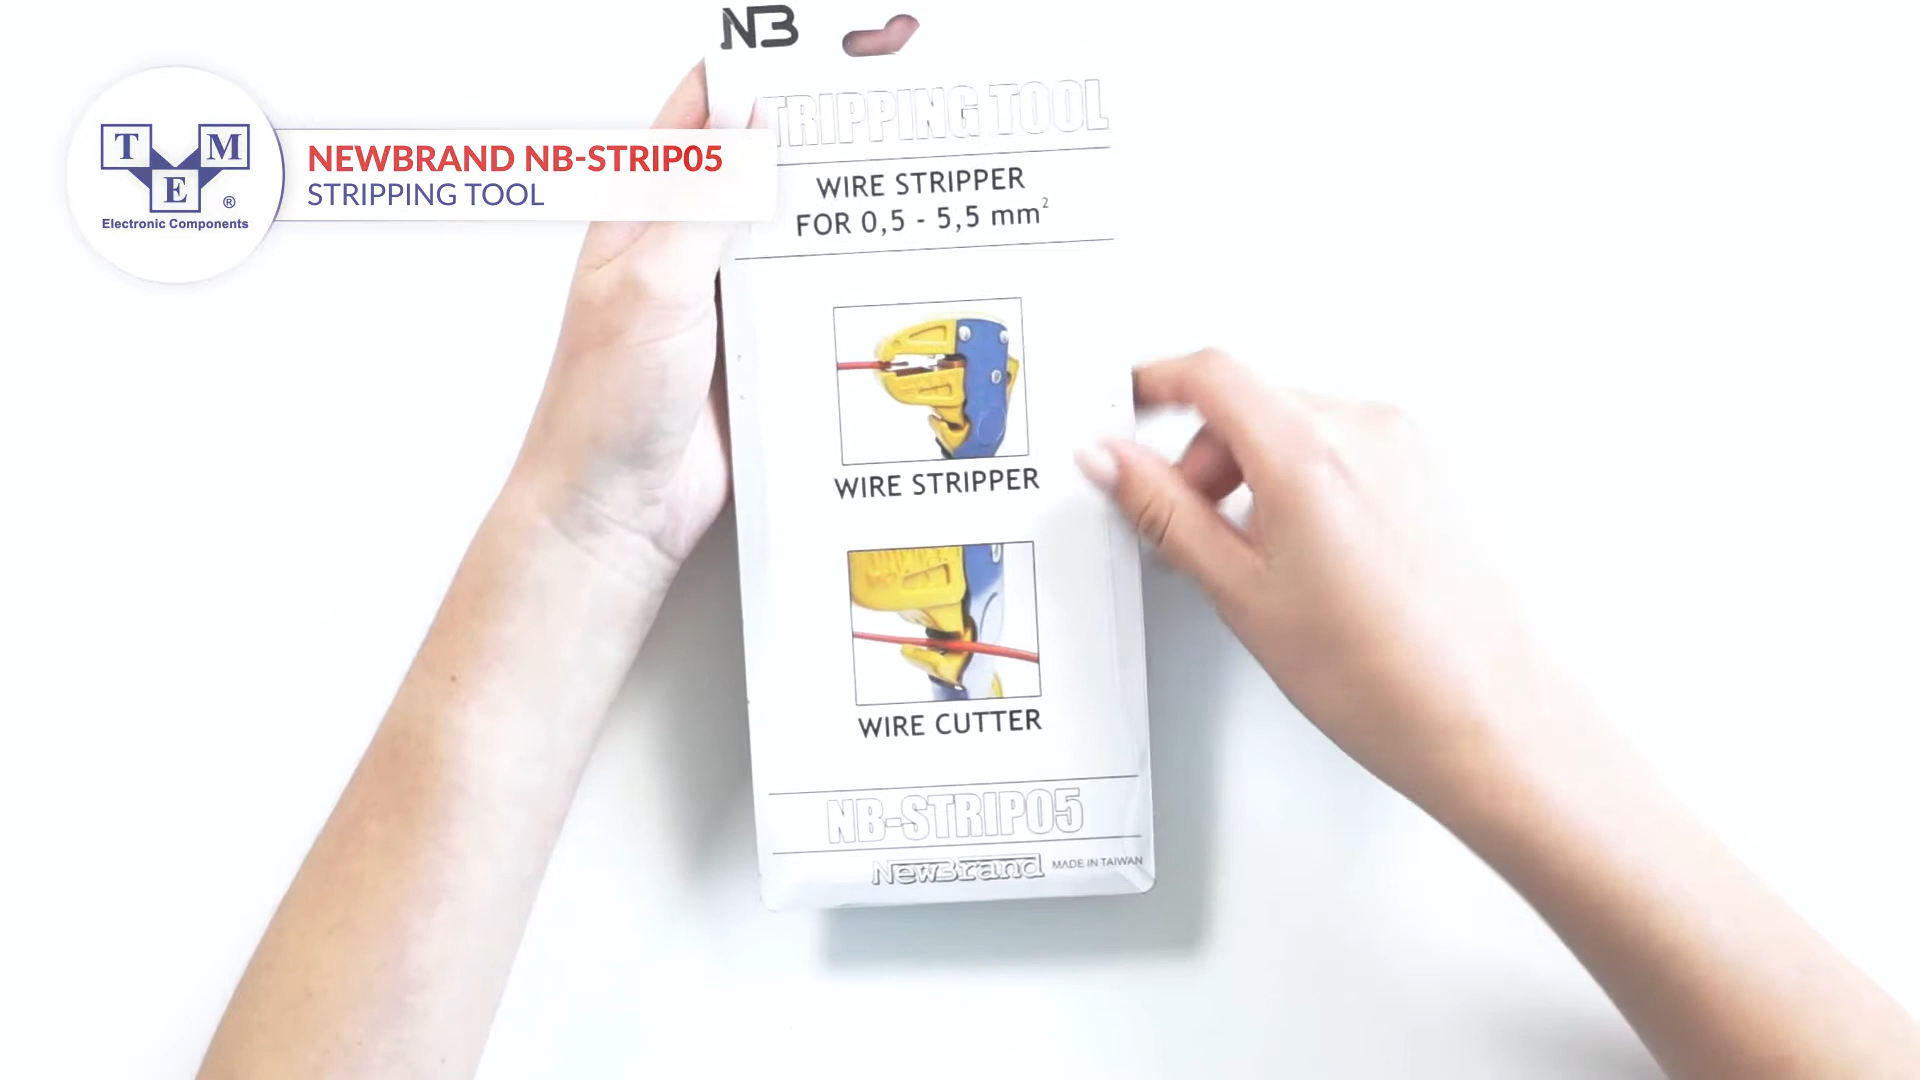 NB
TRIPPING TOOL
T M
E ®
Electronic Components
NEWBRAND NB-STRIP05
STRIPPING TOOL
WIRE STRIPPER
FOR 0,5 - 5,5 mm²
WIRE STRIPPER
WIRE CUTTER
NB-STRIP05
NewBrand MADE IN TAIWAN